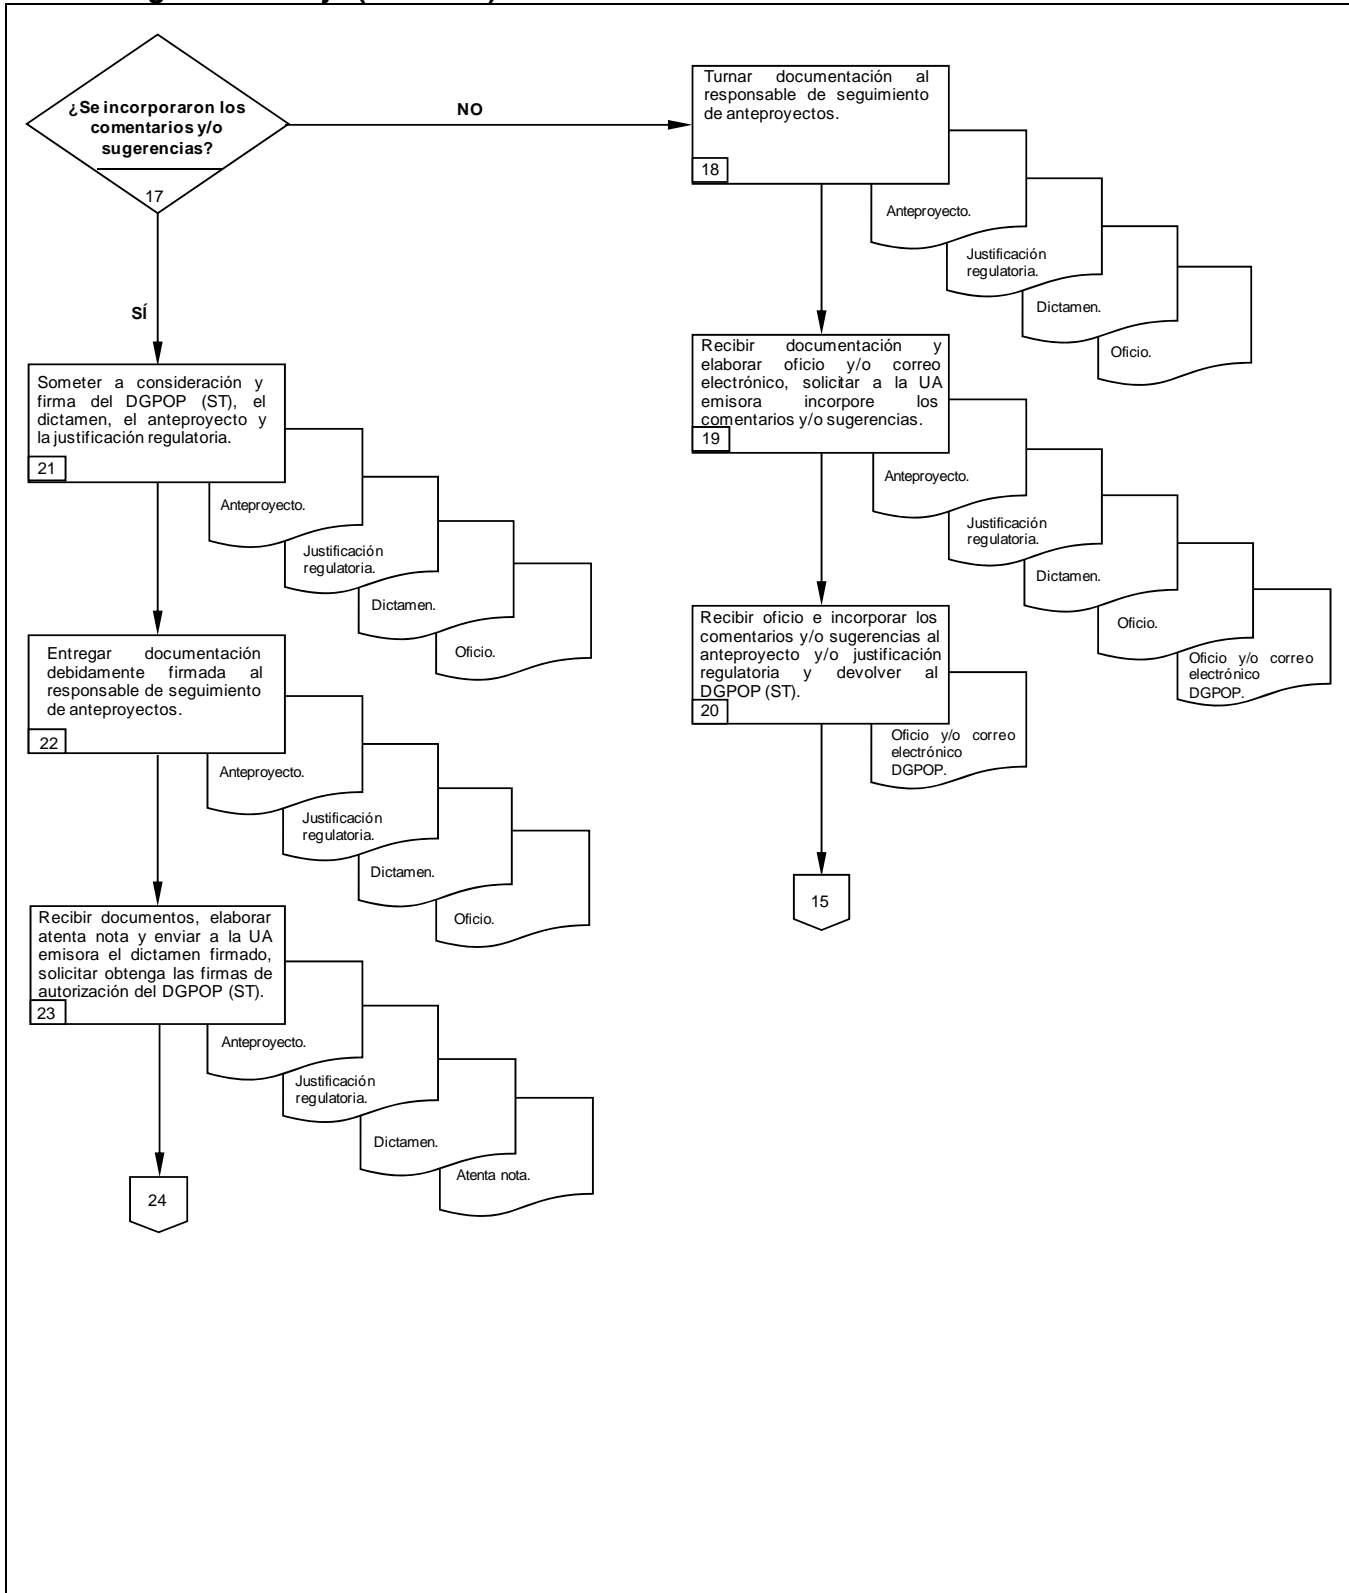 ¿Se incorporaron los
comentarios y/o
sugerencias?
17
NO
SÍ
Someter a consideración y
firma del DGPOP (ST), el
dictamen, el anteproyecto y
la justificación regulatoria.
21
Anteproyecto.
Justificación
regulatoria.
Dictamen.
Oficio.
Entregar documentación
debidamente firmada al
responsable de seguimiento
de anteproyectos.
22
Anteproyecto.
Justificación
regulatoria.
Dictamen.
Oficio.
Recibir documentos, elaborar
atenta nota y enviar a la UA
emisora el dictamen firmado,
solicitar obtenga las firmas de
autorización del DGPOP (ST).
23
Anteproyecto.
Justificación
regulatoria.
Dictamen.
Atenta nota.
24
Turnar documentación al
responsable de seguimiento
de anteproyectos.
18
Anteproyecto.
Justificación
regulatoria.
Dictamen.
Oficio.
Recibir documentación y
elaborar oficio y/o correo
electrónico, solicitar a la UA
emisora incorpore los
comentarios y/o sugerencias.
19
Anteproyecto.
Justificación
regulatoria.
Dictamen.
Oficio.
Oficio y/o correo
electrónico
DGPOP.
Recibir oficio e incorporar los
comentarios y/o sugerencias al
anteproyecto y/o justificación
regulatoria y devolver al
DGPOP (ST).
20
Oficio y/o correo
electrónico
DGPOP.
15